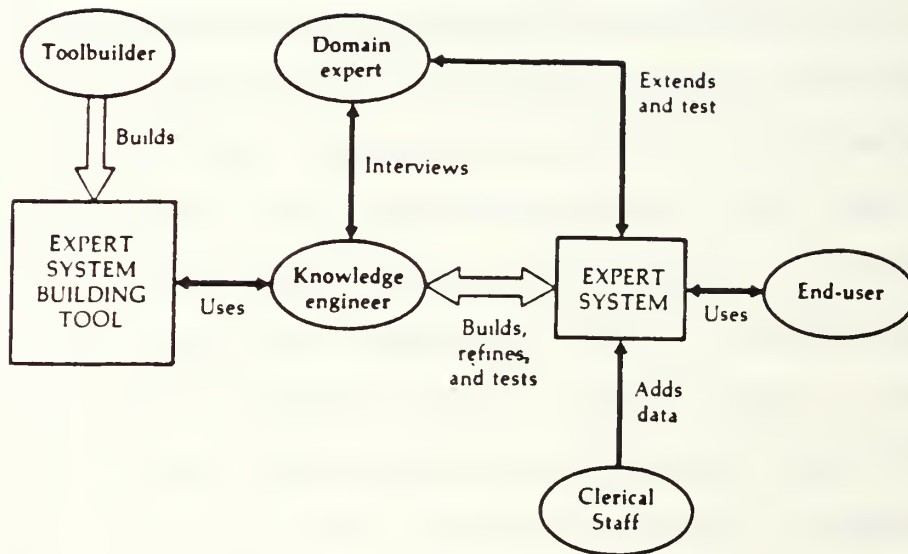 Toolbuilder
Domain
expert
Builds
Extends
and test
Interviews
EXPERT
SYSTEM
BUILDING
TOOL
Uses
Knowledge
engineer
Builds,
refines,
and tests
EXPERT
SYSTEM
Uses
End-user
Adds
data
Clerical
Staff